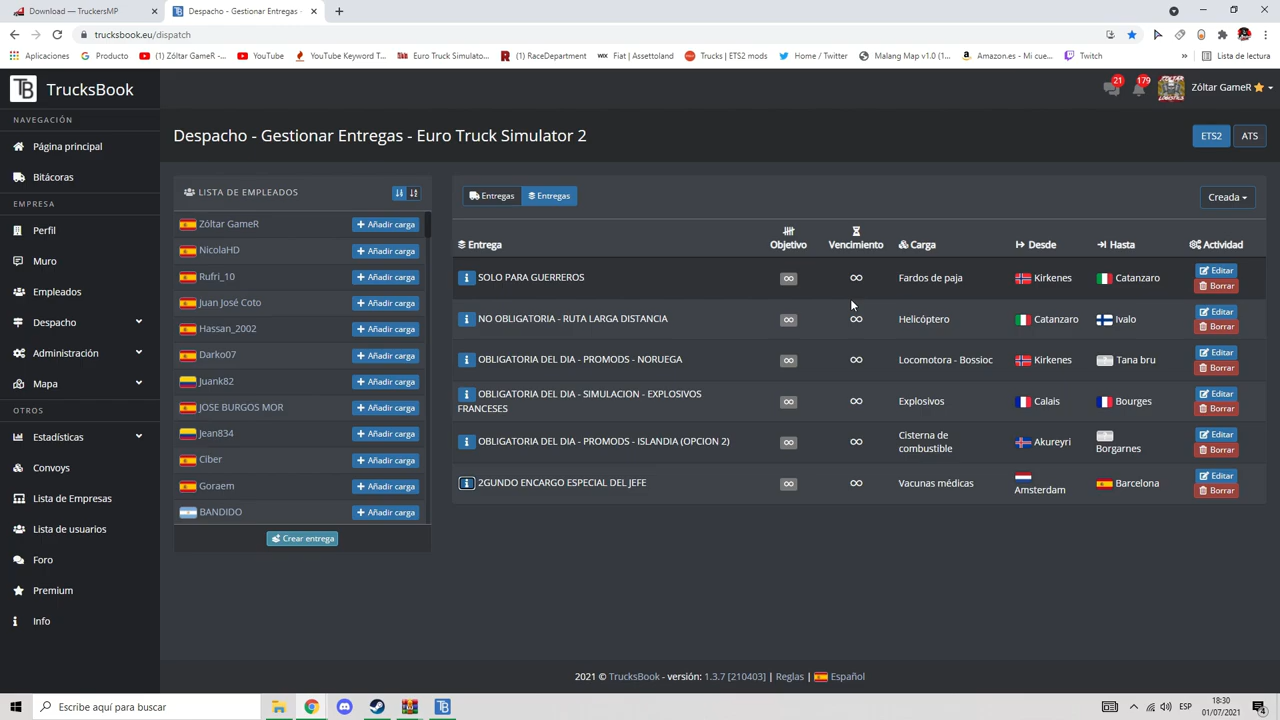 Download — TruckersMP
Despacho - Gestionar Entregas -
trucksbook.eu/dispatch
Aplicaciones
Producto
(1) Zóltar GameR -...
YouTube
YouTube Keyword T...
Euro Truck Simulato...
(1) RaceDepartment
WIX Fiat | Assettoland
Trucks | ETS2 mods
Home / Twitter
Malang Map v1.0 (1...
Amazon.es - Mi cue...
Twitch
»
Lista de lectura
TB TrucksBook
21
179
Zóltar GameR
NAVEGACIÓN
Página principal
Bitácoras
EMPRESA
Perfil
Muro
Empleados
Despacho
Administración
Mapa
OTROS
Estadísticas
Convoys
Lista de Empresas
Lista de usuarios
Foro
Premium
Info
Despacho - Gestionar Entregas - Euro Truck Simulator 2
ETS2 ATS
LISTA DE EMPLEADOS
Zóltar GameR + Añadir carga
NicolaHD + Añadir carga
Rufri_10 + Añadir carga
Juan José Coto + Añadir carga
Hassan_2002 + Añadir carga
Darko07 + Añadir carga
Juank82 + Añadir carga
JOSE BURGOS MOR + Añadir carga
Jean834 + Añadir carga
Ciber + Añadir carga
Goraem + Añadir carga
BANDIDO + Añadir carga
Crear entrega
Entregas Entregas
Creada
Entrega Objetivo Vencimiento Carga Desde Hasta Actividad
SOLO PARA GUERREROS ∞ ∞ Fardos de paja Kirkenes Catanzaro Editar
Borrar
NO OBLIGATORIA - RUTA LARGA DISTANCIA ∞ ∞ Helicóptero Catanzaro Ivalo Editar
Borrar
OBLIGATORIA DEL DIA - PROMODS - NORUEGA ∞ ∞ Locomotora - Bossioc Kirkenes Tana bru Editar
Borrar
OBLIGATORIA DEL DIA - SIMULACION - EXPLOSIVOS
FRANCESES ∞ ∞ Explosivos Calais Bourges Editar
Borrar
OBLIGATORIA DEL DIA - PROMODS - ISLANDIA (OPCION 2) ∞ ∞ Cisterna de
combustible Akureyri Borgarnes Editar
Borrar
2GUNDO ENCARGO ESPECIAL DEL JEFE ∞ ∞ Vacunas médicas Amsterdam Barcelona Editar
Borrar
2021 © TrucksBook - versión: 1.3.7 [210403] | Reglas | Español
Escribe aquí para buscar
ESP
18:30
01/07/2021
4